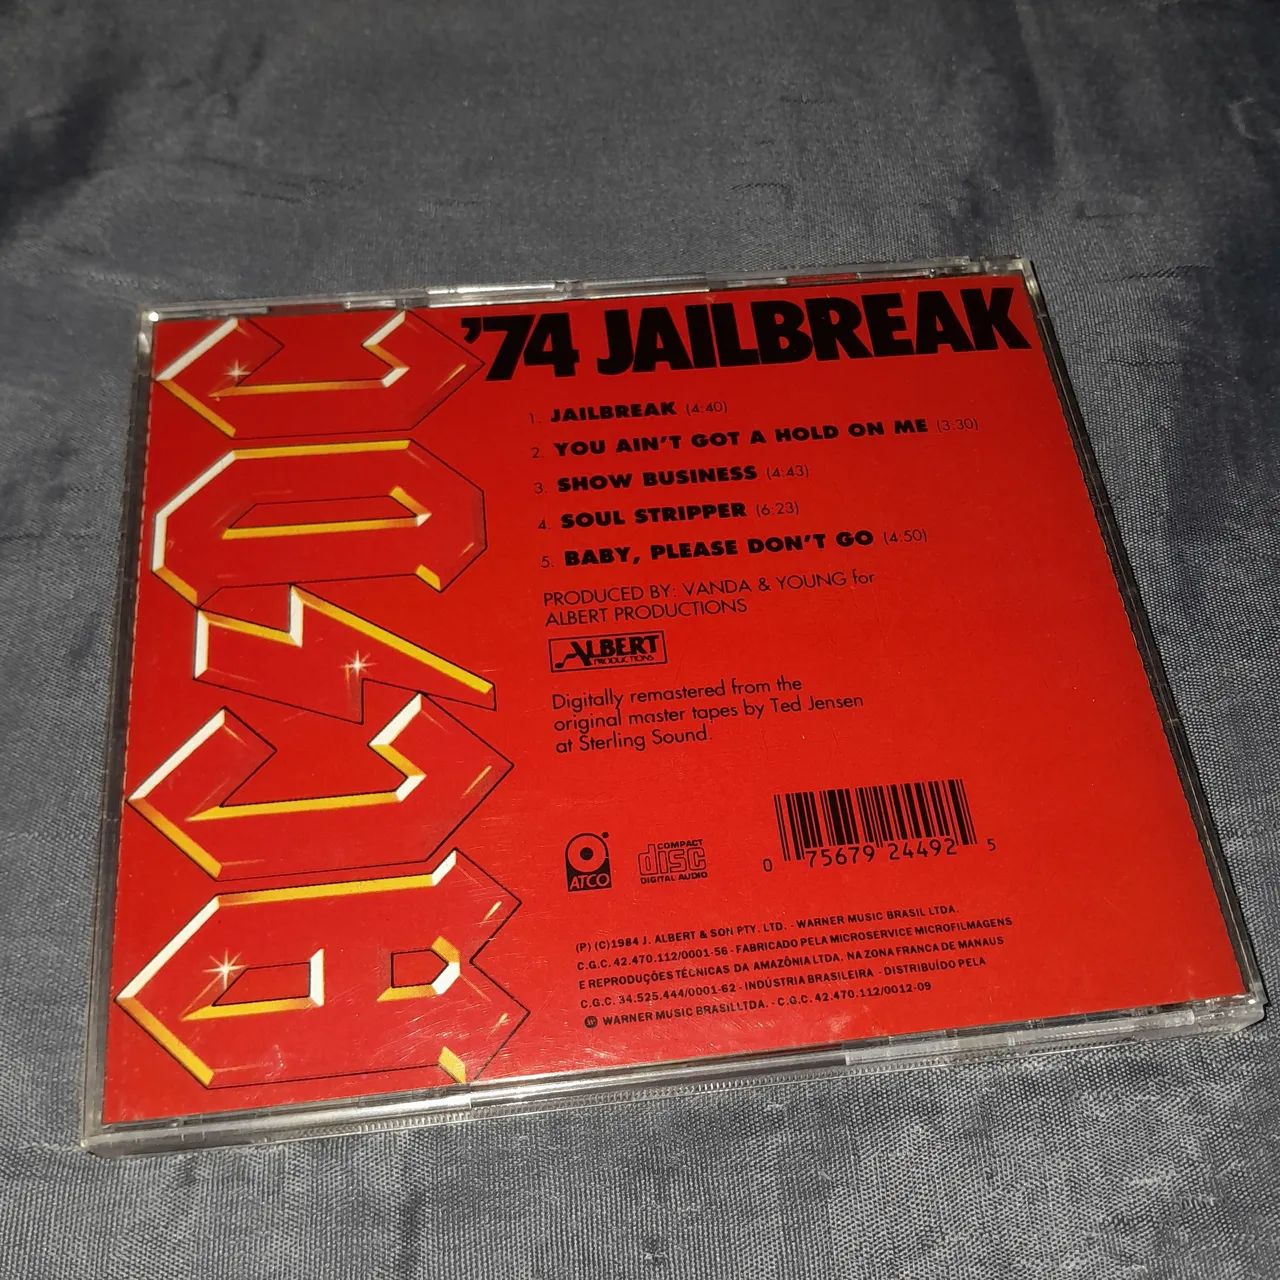 AC/DC
'74 JAILBREAK
1. JAILBREAK (4:40)
2. YOU AIN'T GOT A HOLD ON ME (3:30)
3. SHOW BUSINESS (4:43)
4. SOUL STRIPPER (6:23)
5. BABY, PLEASE DON'T GO (4:50)
PRODUCED BY: VANDA & YOUNG for
ALBERT PRODUCTIONS
ALBERT
PRODUCTIONS
Digitally remastered from the
original master tapes by Ted Jensen
at Sterling Sound.
ATCO
COMPACT
disc
DIGITAL AUDIO
0 75679 24492 5
(P) (C)1984 J. ALBERT & SON PTY. LTD. - WARNER MUSIC BRASIL LTDA.
C.G.C. 42.470.112/0001-56 - FABRICADO PELA MICROSERVICE MICROFILMAGENS
E REPRODUÇÕES TÉCNICAS DA AMAZÔNIA LTDA. NA ZONA FRANCA DE MANAUS
C.G.C. 34.525.444/0001-62 - INDÚSTRIA BRASILEIRA - DISTRIBUÍDO PELA
WARNER MUSIC BRASIL LTDA. - C.G.C. 42.470.112/0012-09